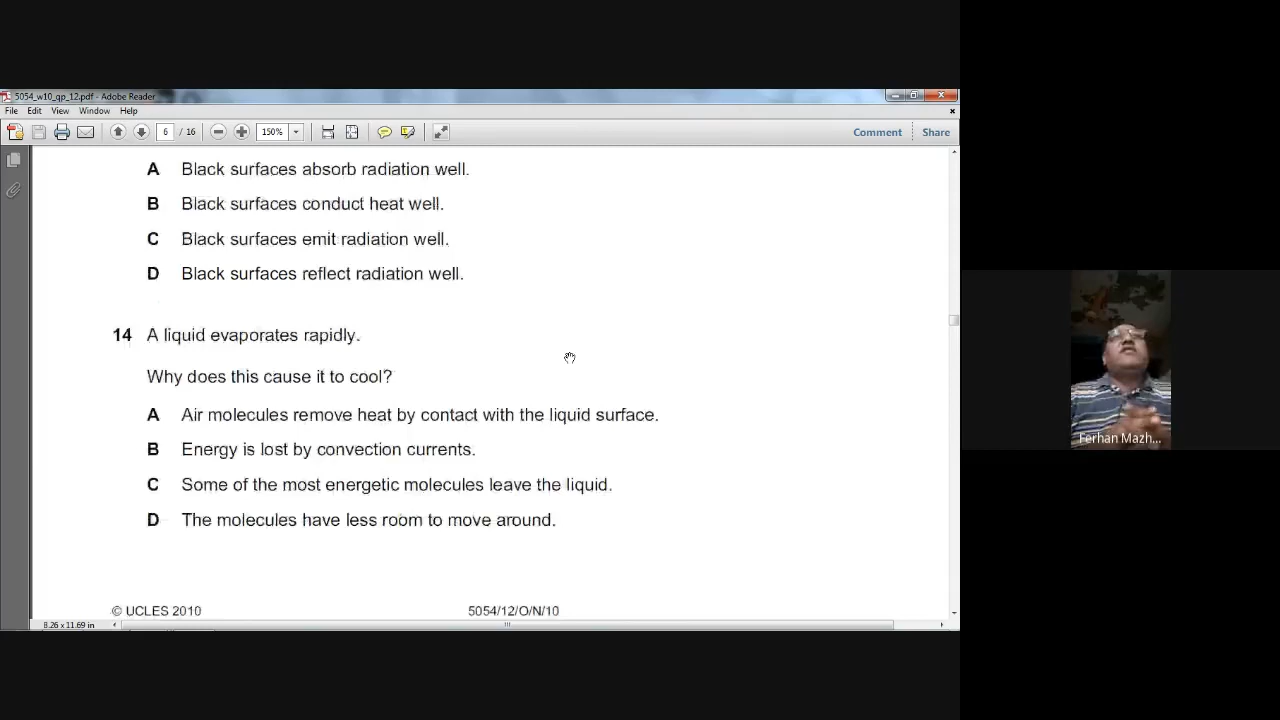 5054_w10_qp_12.pdf - Adobe Reader
File Edit View Window Help
6 / 16 150% Comment Share
A Black surfaces absorb radiation well.
B Black surfaces conduct heat well.
C Black surfaces emit radiation well.
D Black surfaces reflect radiation well.
14 A liquid evaporates rapidly.
Why does this cause it to cool?
A Air molecules remove heat by contact with the liquid surface.
B Energy is lost by convection currents.
C Some of the most energetic molecules leave the liquid.
D The molecules have less room to move around.
© UCLES 2010 5054/12/O/N/10
8.26 x 11.69 in
Ferhan Mazh...